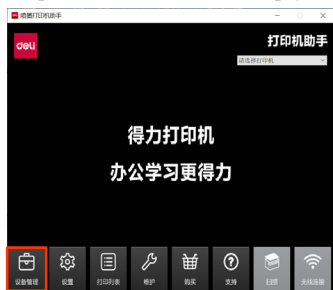 喷墨打印机助手
deli
打印机助手
请选择打印机
得力打印机
办公学习更得力
设备管理
设置
打印列表
维护
购买
支持
扫描
无线连接